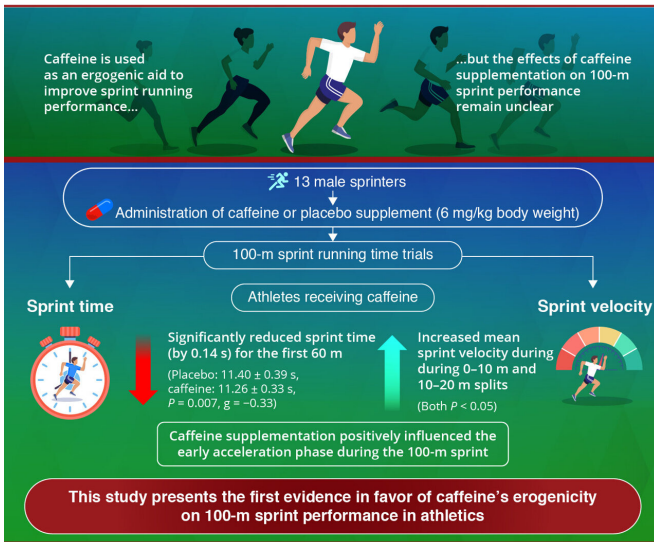 Caffeine is used
as an ergogenic aid to
improve sprint running
performance...
...but the effects of caffeine
supplementation on 100-m
sprint performance
remain unclear
13 male sprinters
Administration of caffeine or placebo supplement (6 mg/kg body weight)
100-m sprint running time trials
Sprint time
Athletes receiving caffeine
Sprint velocity
Significantly reduced sprint time
(by 0.14 s) for the first 60 m
(Placebo: 11.40 ± 0.39 s,
caffeine: 11.26 ± 0.33 s,
P = 0.007, g = −0.33)
Increased mean
sprint velocity during
during 0–10 m and
10–20 m splits
(Both P < 0.05)
Caffeine supplementation positively influenced the
early acceleration phase during the 100-m sprint
This study presents the first evidence in favor of caffeine's erogenicity
on 100-m sprint performance in athletics